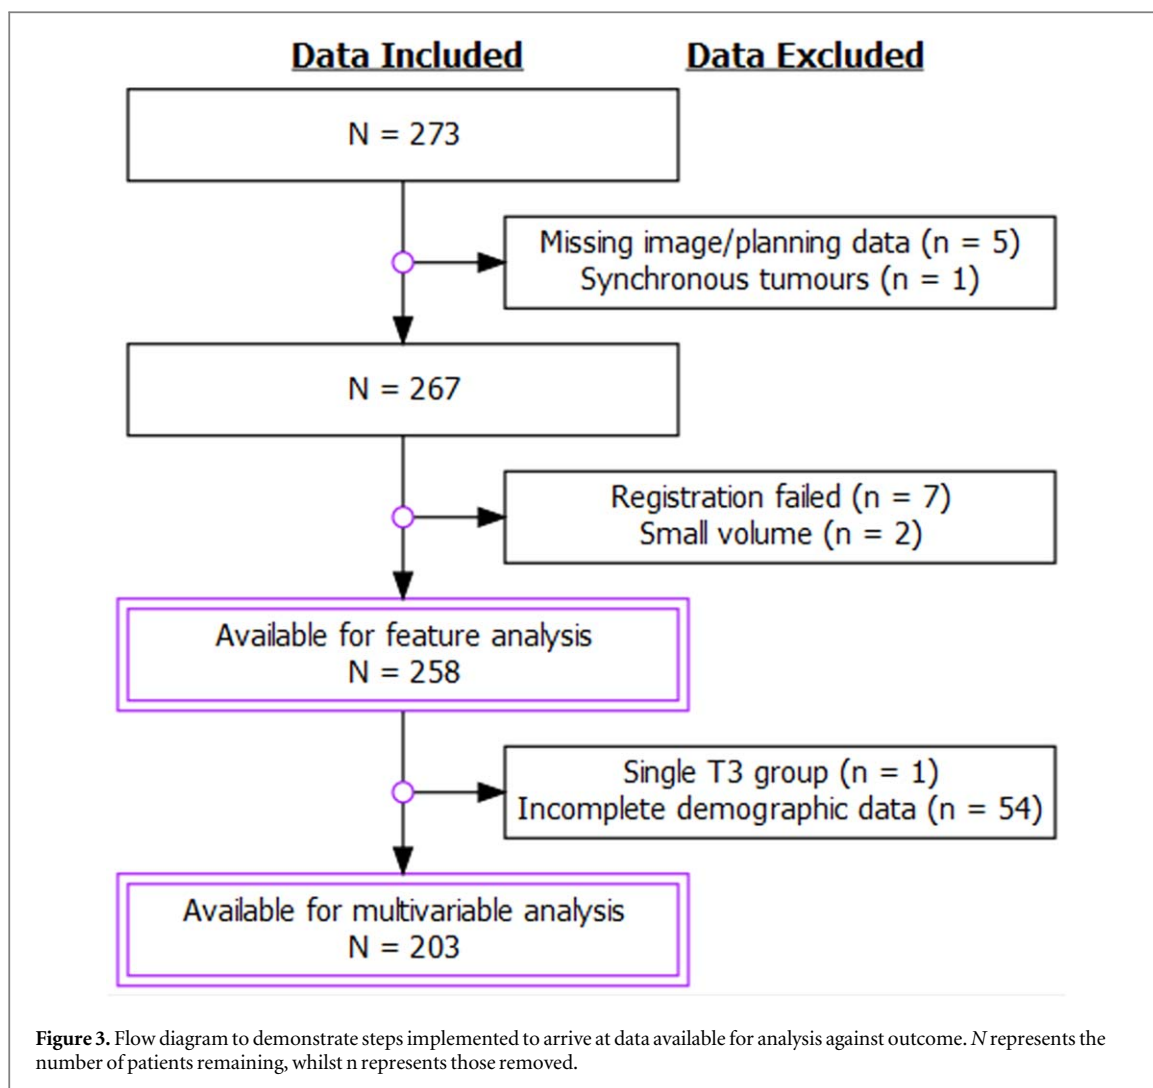 Data Included
Data Excluded
N = 273
Missing image/planning data (n = 5)
Synchronous tumours (n = 1)
N = 267
Registration failed (n = 7)
Small volume (n = 2)
Available for feature analysis
N = 258
Single T3 group (n = 1)
Incomplete demographic data (n = 54)
Available for multivariable analysis
N = 203
Figure 3. Flow diagram to demonstrate steps implemented to arrive at data available for analysis against outcome. N represents the
number of patients remaining, whilst n represents those removed.